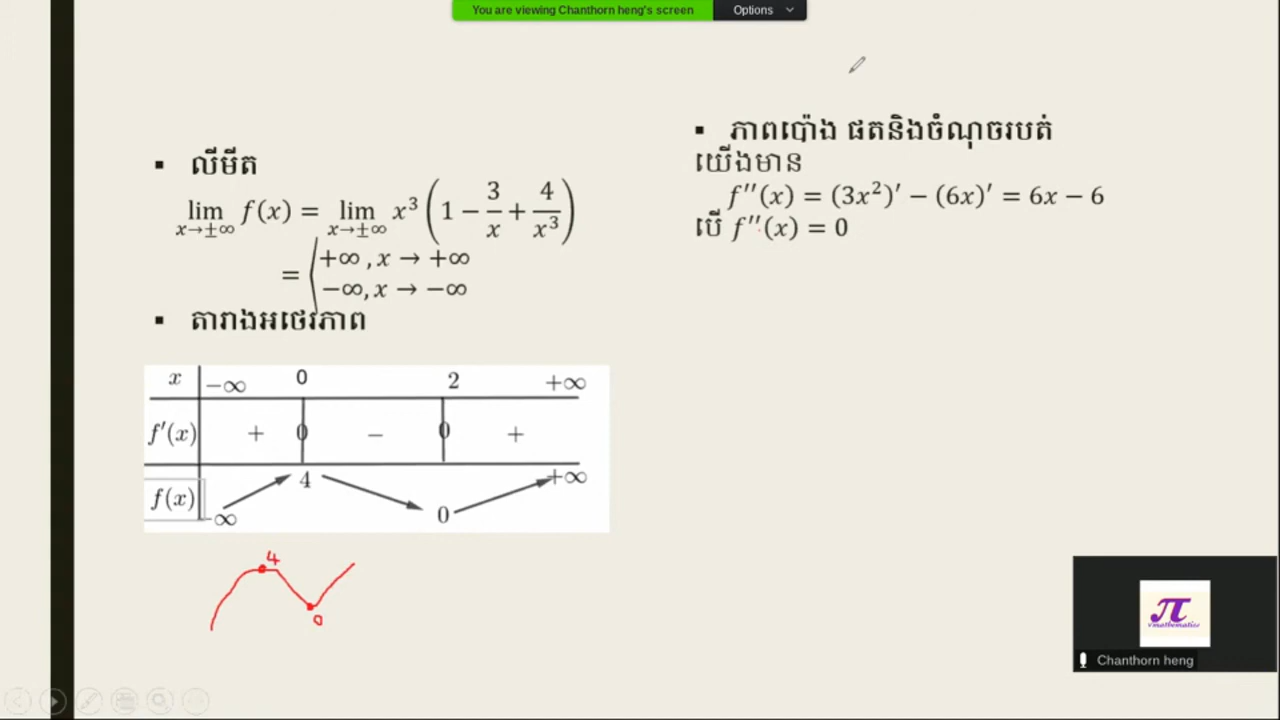 You are viewing Chanthorn heng's screen Options
▪ លីមីត
lim f(x) = lim x³ (1 − 3/x + 4/x³)
x→±∞ x→±∞
= { +∞ , x → +∞
−∞, x → −∞
▪ តារាងអថេរភាព
x −∞ 0 2 +∞
f′(x) + 0 − 0 +
f(x) −∞ 4 0 +∞
4
0
▪ ភាពប៉ោង ផតនិងចំណុចរបត់
យើងមាន
f′′(x) = (3x²)′ − (6x)′ = 6x − 6
បើ f′′(x) = 0
π
Vmathematics
Chanthorn heng